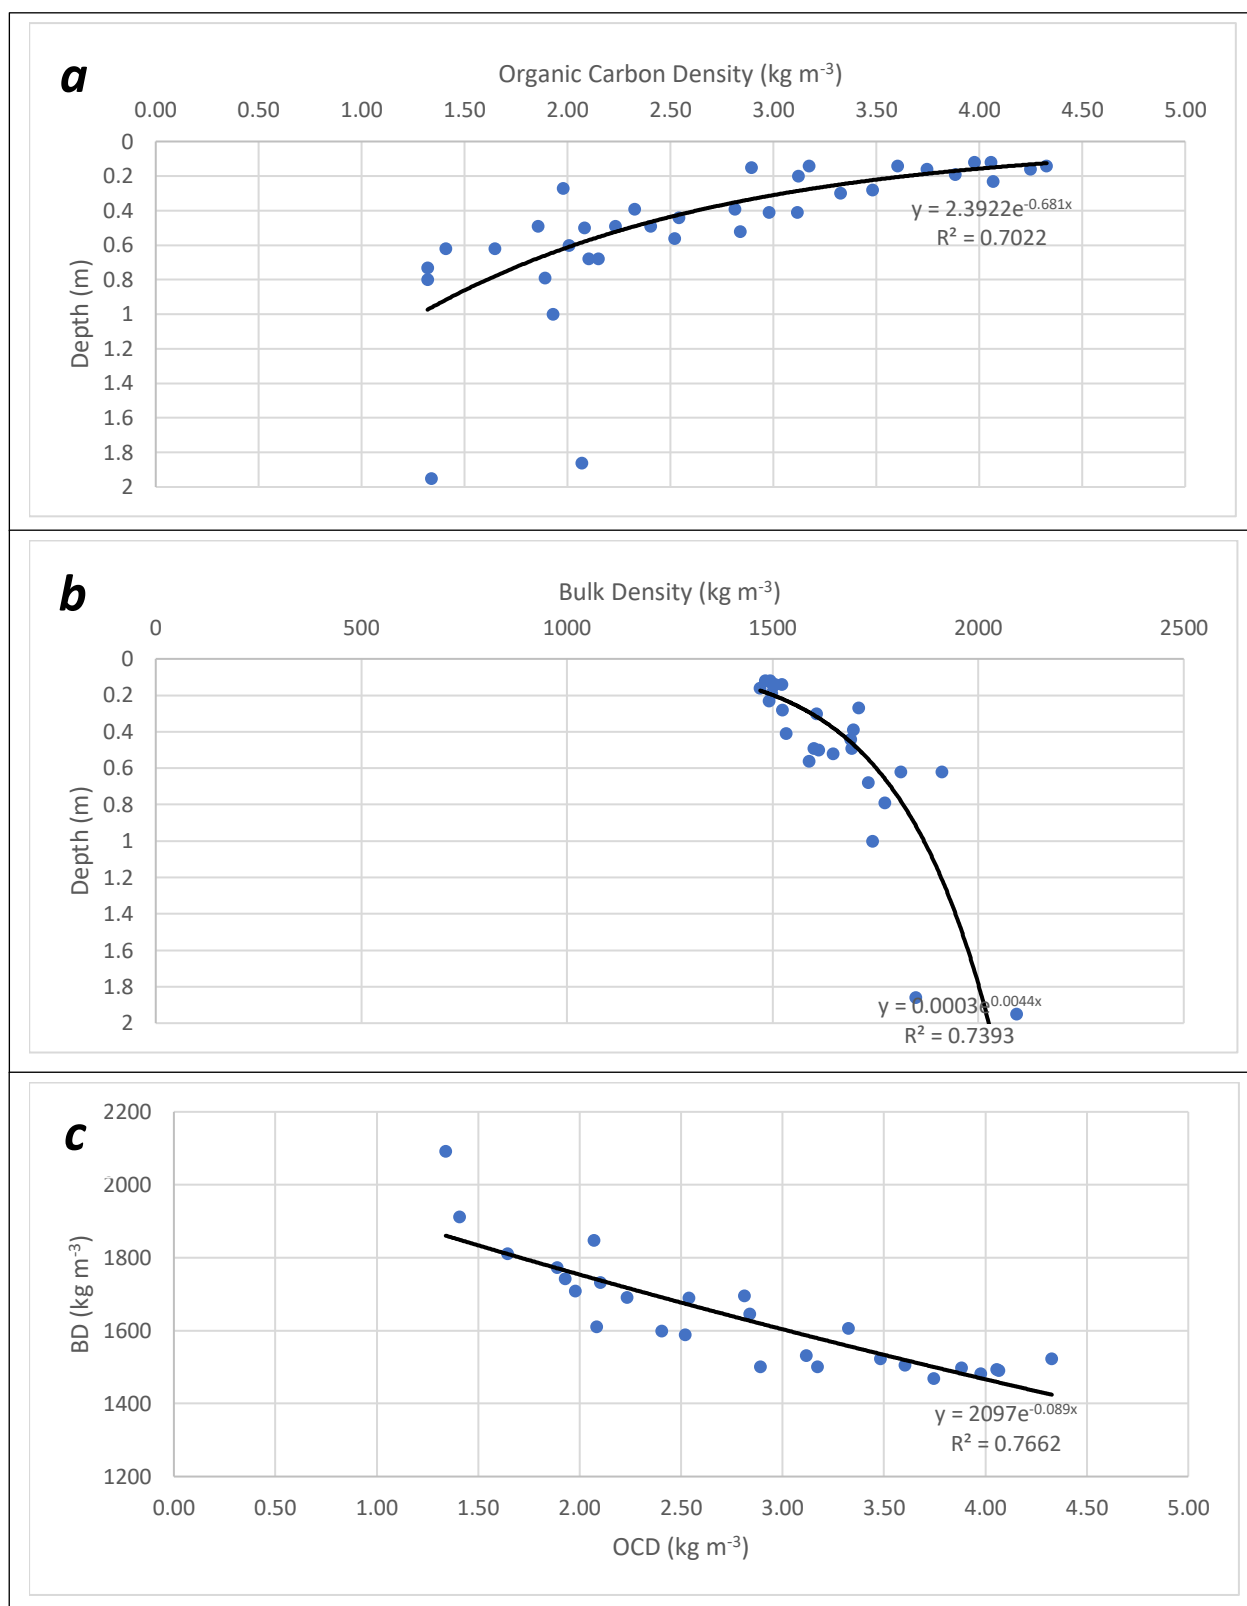 a
Organic Carbon Density (kg m⁻³)
0.00 0.50 1.00 1.50 2.00 2.50 3.00 3.50 4.00 4.50 5.00
0
0.2
0.4
0.6
0.8
1
1.2
1.4
1.6
1.8
2
Depth (m)
y = 2.3922e⁻⁰·⁶⁸¹ˣ
R² = 0.7022
b
Bulk Density (kg m⁻³)
0 500 1000 1500 2000 2500
0
0.2
0.4
0.6
0.8
1
1.2
1.4
1.6
1.8
2
Depth (m)
y = 0.0003e⁰·⁰⁰⁴⁴ˣ
R² = 0.7393
c
2200
2000
1800
1600
1400
1200
BD (kg m⁻³)
y = 2097e⁻⁰·⁰⁸⁹ˣ
R² = 0.7662
0.00 0.50 1.00 1.50 2.00 2.50 3.00 3.50 4.00 4.50 5.00
OCD (kg m⁻³)